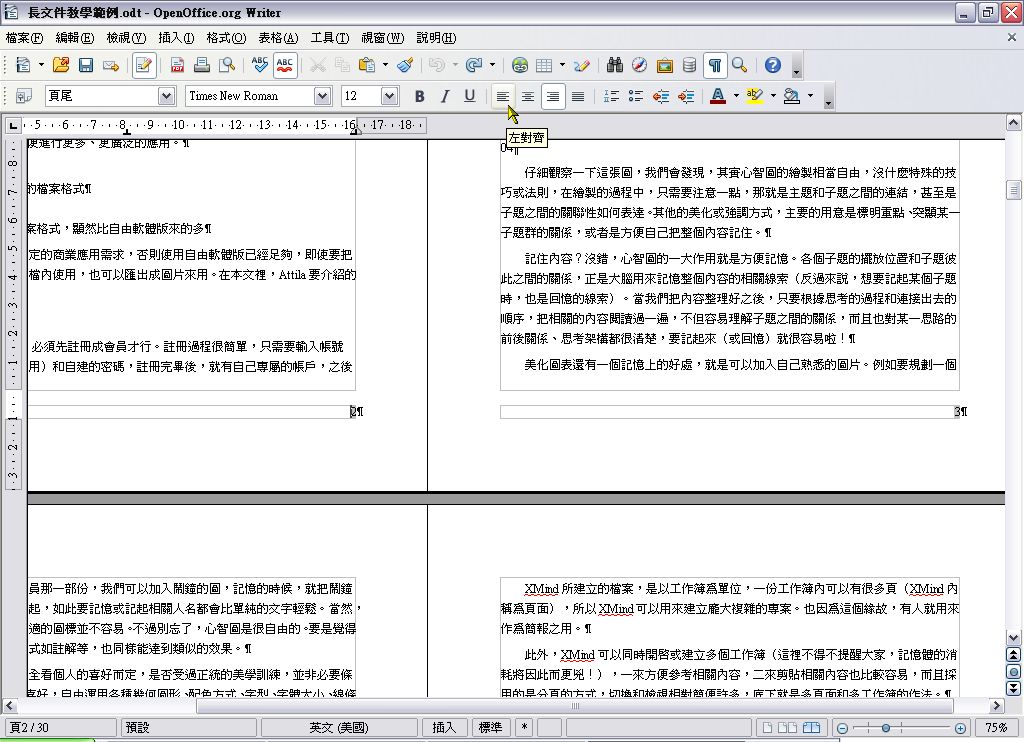 長文件教學範例.odt - OpenOffice.org Writer
檔案(F) 編輯(E) 檢視(V) 插入(I) 格式(O) 表格(A) 工具(T) 視窗(W) 說明(H)
頁尾 Times New Roman 12 B I U
左對齊
5 6 7 8 9 10 11 12 13 14 15 16 17 18
便進行更多、更廣泛的應用。¶
的檔案格式¶
案格式，顯然比自由軟體版來的多¶
定的商業應用需求，否則使用自由軟體版已經足夠，即使要把
檔內使用，也可以匯出成圖片來用。在本文裡，Attila 要介紹的
必須先註冊成會員才行。註冊過程很簡單，只需要輸入帳號
用）和自建的密碼，註冊完畢後，就有自己專屬的帳戶，之後
2¶
04¶
仔細觀察一下這張圖，我們會發現，其實心智圖的繪製相當自由，沒什麼特殊的技
巧或法則，在繪製的過程中，只需要注意一點，那就是主題和子題之間的連結，甚至是
子題之間的關聯性如何表達。其他的美化或強調方式，主要的用意是標明重點、突顯某一
子題群的關係，或者是方便自己把整個內容記住。¶
記住內容？沒錯，心智圖的一大作用就是方便記憶。各個子題的擺放位置和子題彼
此之間的關係，正是大腦用來記憶整個內容的相關線索（反過來說，想要記起某個子題
時，也是回憶的線索）。當我們把內容整理好之後，只要根據思考的過程和連接出去的
順序，把相關的內容閱讀過一遍，不但容易理解子題之間的關係，而且也對某一思路的
前後關係、思考架構都很清楚，要記起來（或回憶）就很容易啦！¶
美化圖表還有一個記憶上的好處，就是可以加入自己熟悉的圖片。例如要規劃一個
3¶
員那一部份，我們可以加入鬧鐘的圖，記憶的時候，就把鬧鐘
起，如此要記憶或記起相關人名都會比單純的文字輕鬆。當然，
適的圖標並不容易。不過別忘了，心智圖是很自由的。要是覺得
式如註解等，也同樣能達到類似的效果。¶
全看個人的喜好而定，是否受過正統的美學訓練，並非必要條
喜好，自由運用各種幾何圖形、配色方式、字型、字體大小、線條
XMind 所建立的檔案，是以工作簿為單位，一份工作簿內可以有很多頁（XMind 內
稱為頁面），所以 XMind 可以用來建立龐大複雜的專案。也因為這個緣故，有人就用來
作為簡報之用。¶
此外，XMind 可以同時開啓或建立多個工作簿（這裡不得不提醒大家，記憶體的消
耗將因此而更兇！），一來方便參考相關內容，二來剪貼相關內容也比較容易，而且採
用的是分頁的方式，切換和檢視相對簡便許多，底下就是多頁面和多工作簿的作法。¶
頁2 / 30 預設 英文 (美國) 插入 標準 * 75%